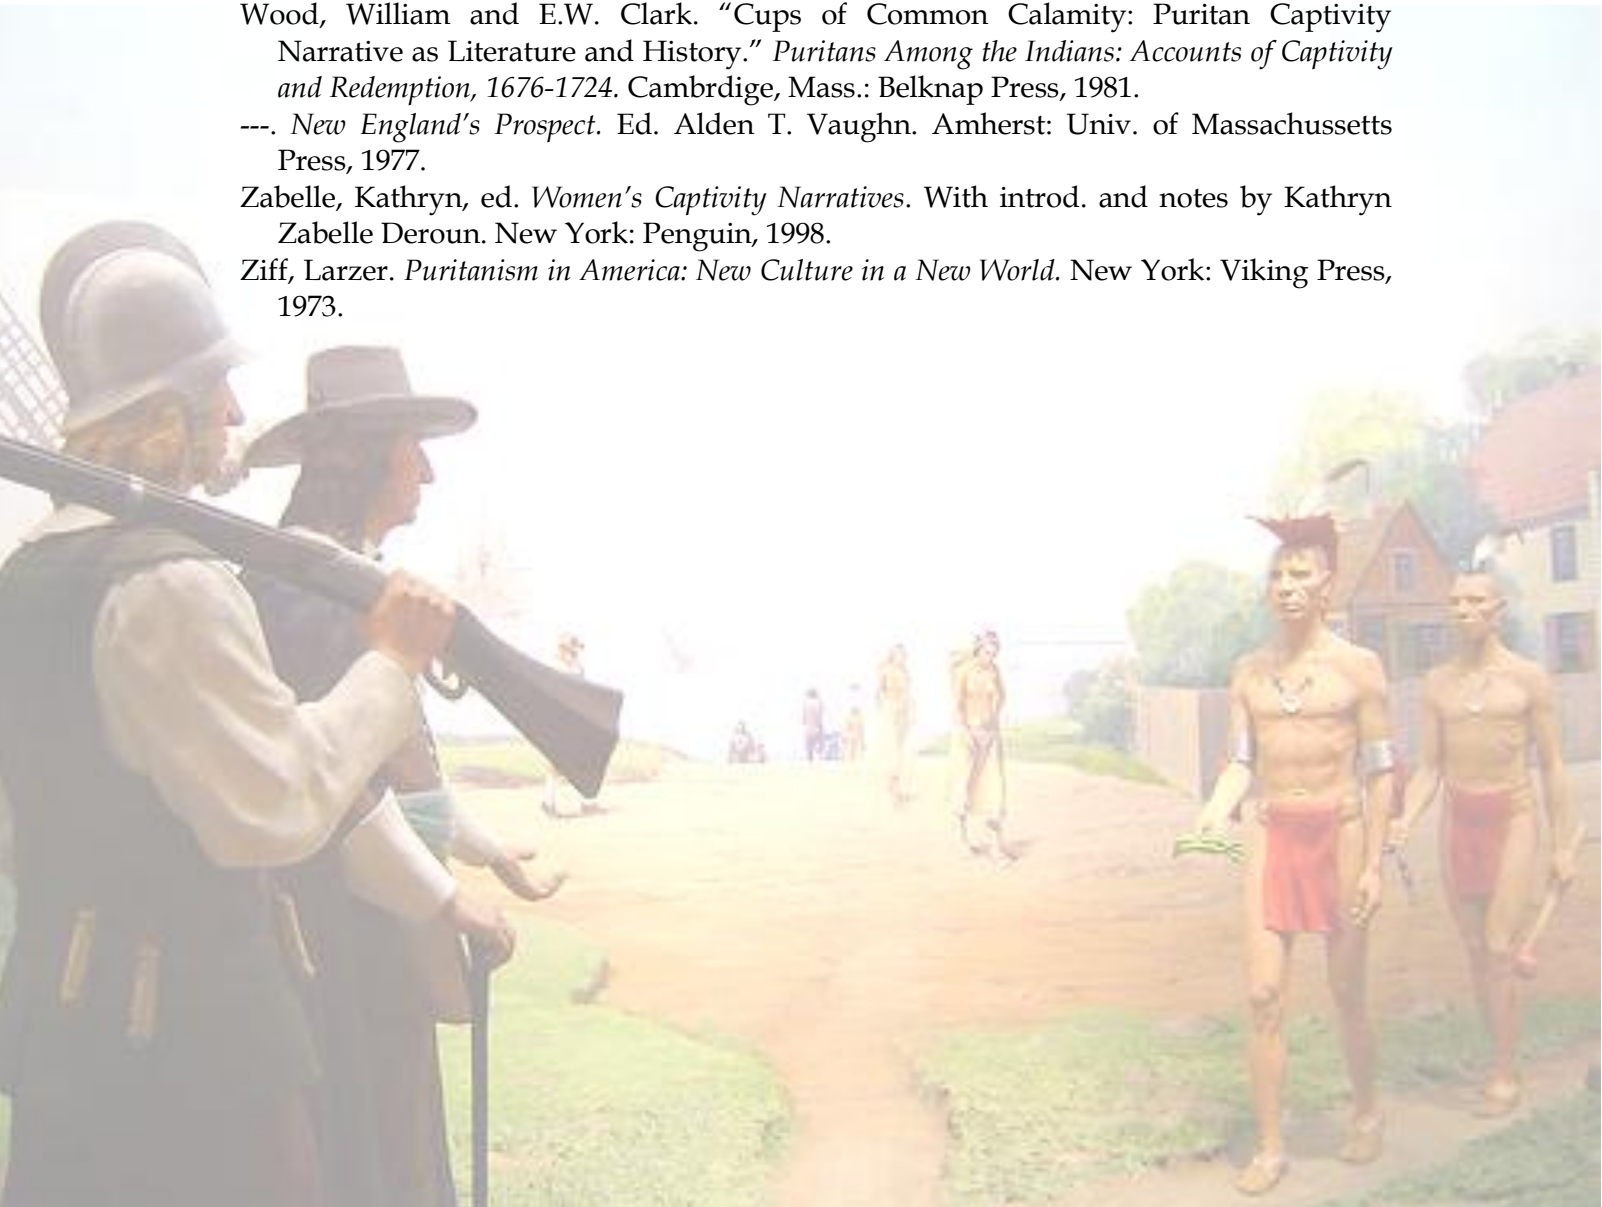 Wood, William and E.W. Clark. “Cups of Common Calamity: Puritan Captivity
Narrative as Literature and History.” Puritans Among the Indians: Accounts of Captivity
and Redemption, 1676-1724. Cambrdige, Mass.: Belknap Press, 1981.
---. New England’s Prospect. Ed. Alden T. Vaughn. Amherst: Univ. of Massachussetts
Press, 1977.
Zabelle, Kathryn, ed. Women’s Captivity Narratives. With introd. and notes by Kathryn
Zabelle Deroun. New York: Penguin, 1998.
Ziff, Larzer. Puritanism in America: New Culture in a New World. New York: Viking Press,
1973.